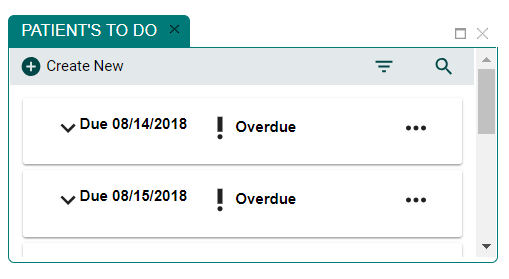 PATIENT'S TO DO
Create New
Due 08/14/2018 Overdue
Due 08/15/2018 Overdue